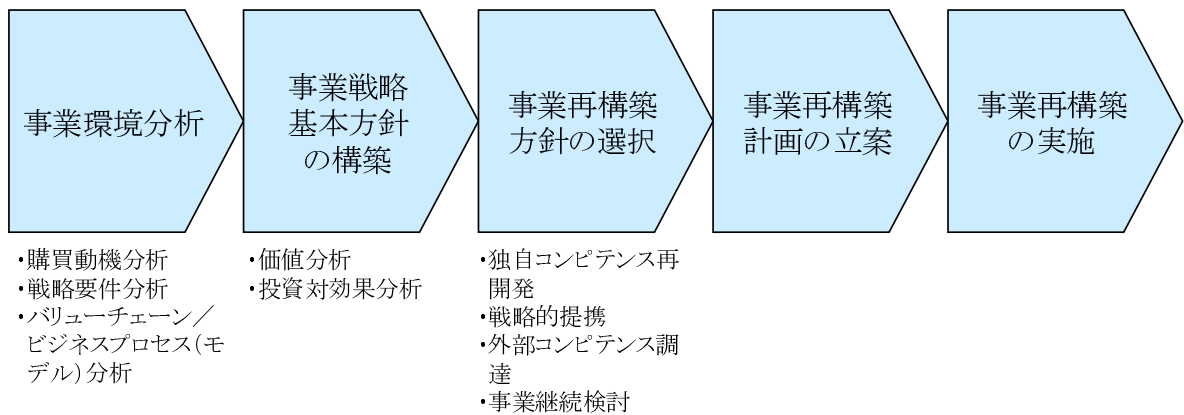 事業環境分析
事業戦略
基本方針
の構築
事業再構築
方針の選択
事業再構築
計画の立案
事業再構築
の実施
・購買動機分析
・戦略要件分析
・バリューチェーン／
ビジネスプロセス(モ
デル)分析
・価値分析
・投資対効果分析
・独自コンピテンス再
開発
・戦略的提携
・外部コンピテンス調
達
・事業継続検討